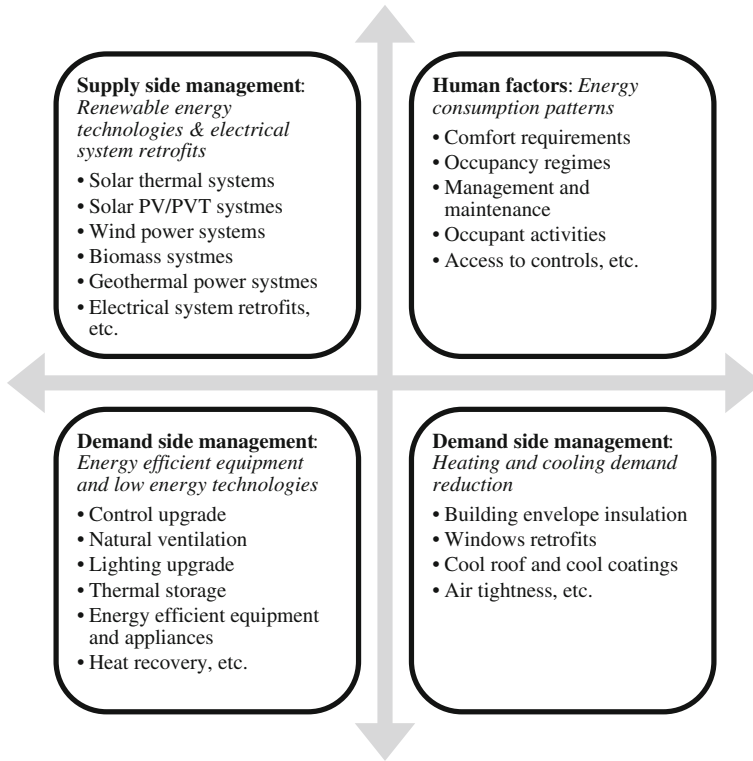 Supply side management:
Renewable energy
technologies & electrical
system retrofits
• Solar thermal systems
• Solar PV/PVT systmes
• Wind power systems
• Biomass systmes
• Geothermal power systmes
• Electrical system retrofits,
etc.
Human factors: Energy
consumption patterns
• Comfort requirements
• Occupancy regimes
• Management and
maintenance
• Occupant activities
• Access to controls, etc.
Demand side management:
Energy efficient equipment
and low energy technologies
• Control upgrade
• Natural ventilation
• Lighting upgrade
• Thermal storage
• Energy efficient equipment
and appliances
• Heat recovery, etc.
Demand side management:
Heating and cooling demand
reduction
• Building envelope insulation
• Windows retrofits
• Cool roof and cool coatings
• Air tightness, etc.